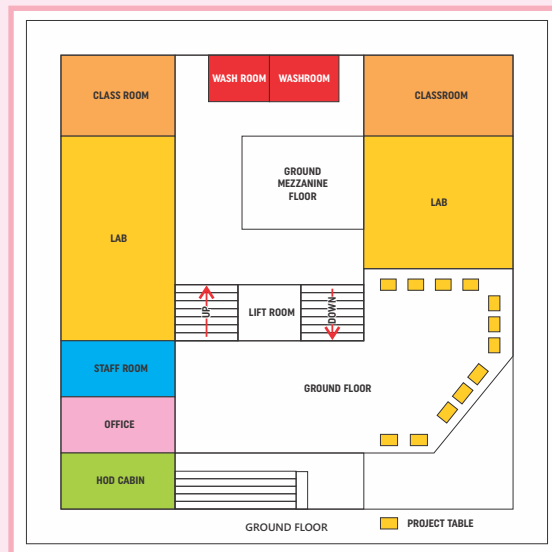 WASH ROOM
WASHROOM
CLASS ROOM
CLASSROOM
GROUND
MEZZANINE
FLOOR
LAB
LAB
UP
LIFT ROOM
DOWN
STAFF ROOM
GROUND FLOOR
OFFICE
HOD CABIN
GROUND FLOOR
PROJECT TABLE